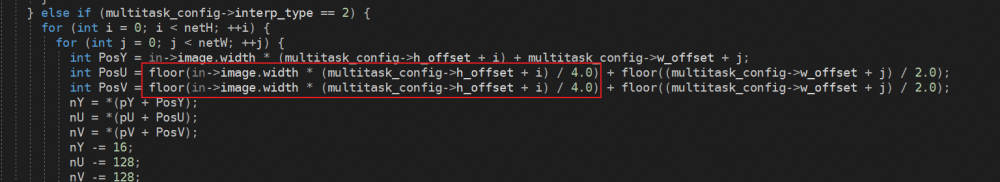 } else if (multitask_config->interp_type == 2) {
for (int i = 0; i < netH; ++i) {
for (int j = 0; j < netW; ++j) {
int PosY = in->image.width * (multitask_config->h_offset + i) + multitask_config->w_offset + j;
int PosU = floor(in->image.width * (multitask_config->h_offset + i) / 4.0) + floor((multitask_config->w_offset + j) / 2.0);
int PosV = floor(in->image.width * (multitask_config->h_offset + i) / 4.0) + floor((multitask_config->w_offset + j) / 2.0);
nY = *(pY + PosY);
nU = *(pU + PosU);
nV = *(pV + PosV);
nY -= 16;
nU -= 128;
nV -= 128;